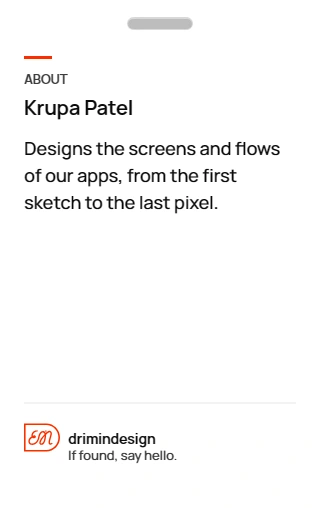 ABOUT
Krupa Patel
Designs the screens and flows
of our apps, from the first
sketch to the last pixel.
drimindesign
If found, say hello.